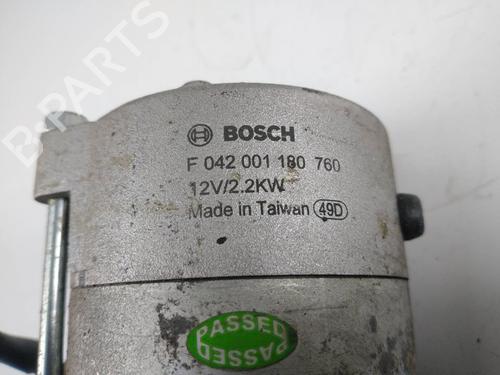 BOSCH
F 042 001 180 760
12V/2.2KW
Made in Taiwan 49D
PASSED
PASSED
B-PARTS